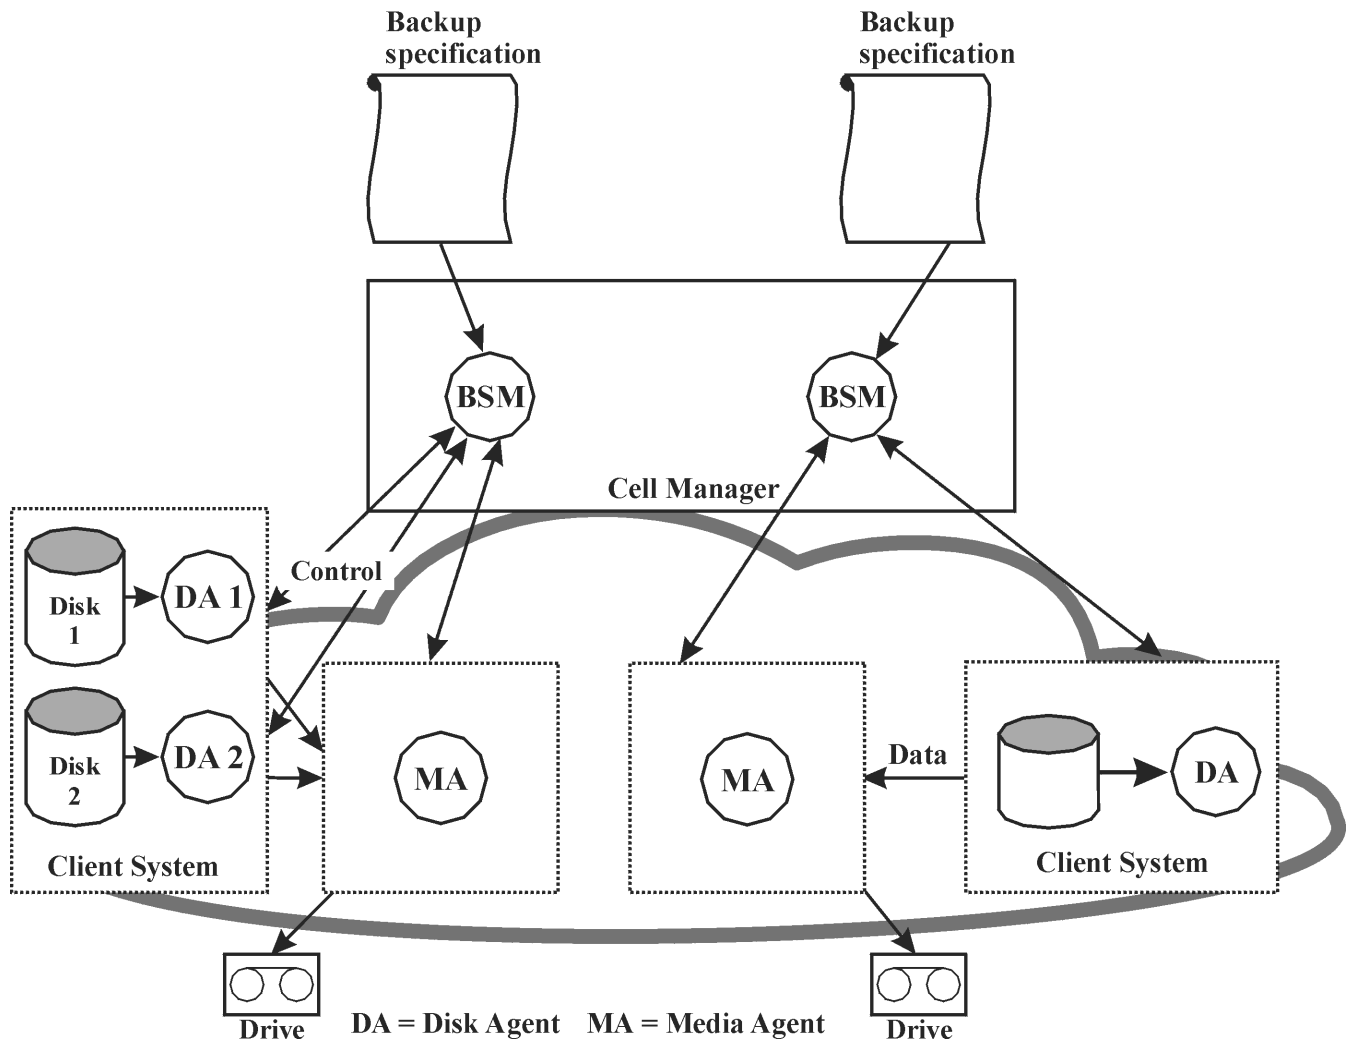 Backup
specification
Backup
specification
BSM
BSM
Cell Manager
Control
Disk
1
DA 1
Disk
2
DA 2
Client System
MA
MA
Data
DA
Client System
Drive
DA = Disk Agent
MA = Media Agent
Drive